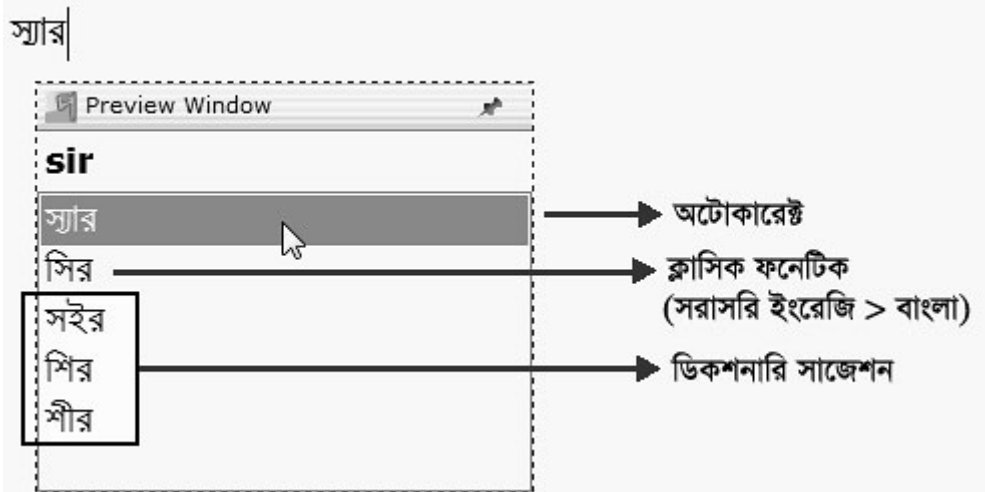 স্যার
Preview Window
sir
স্যার
অটোকারেক্ট
সির
ক্লাসিক ফনেটিক
(সরাসরি ইংরেজি > বাংলা)
সইর
শির
ডিকশনারি সাজেশন
শীর